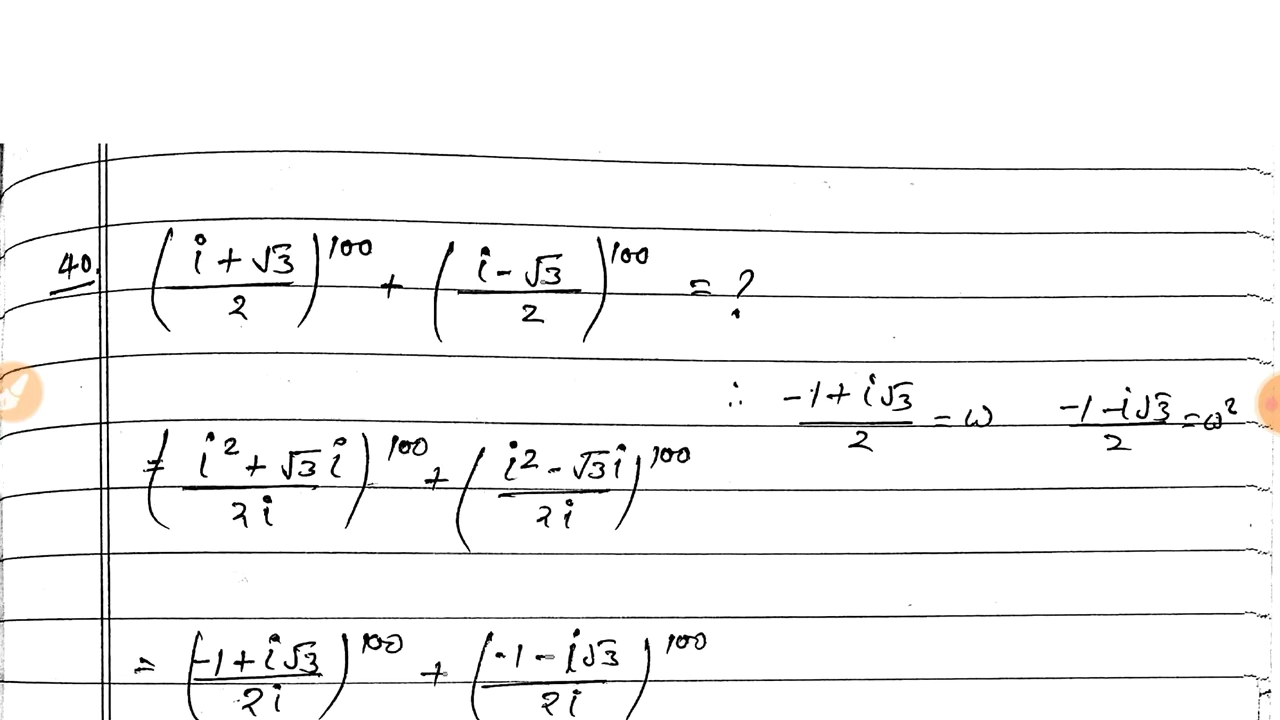 40. ((i + √3)/2)^100 + ((i - √3)/2)^100 = ?
∴ (-1 + i√3)/2 = ω (-1 - i√3)/2 = ω²
= ((i² + √3 i)/2i)^100 + ((i² - √3 i)/2i)^100
= ((-1 + i√3)/2i)^100 + ((-1 - i√3)/2i)^100